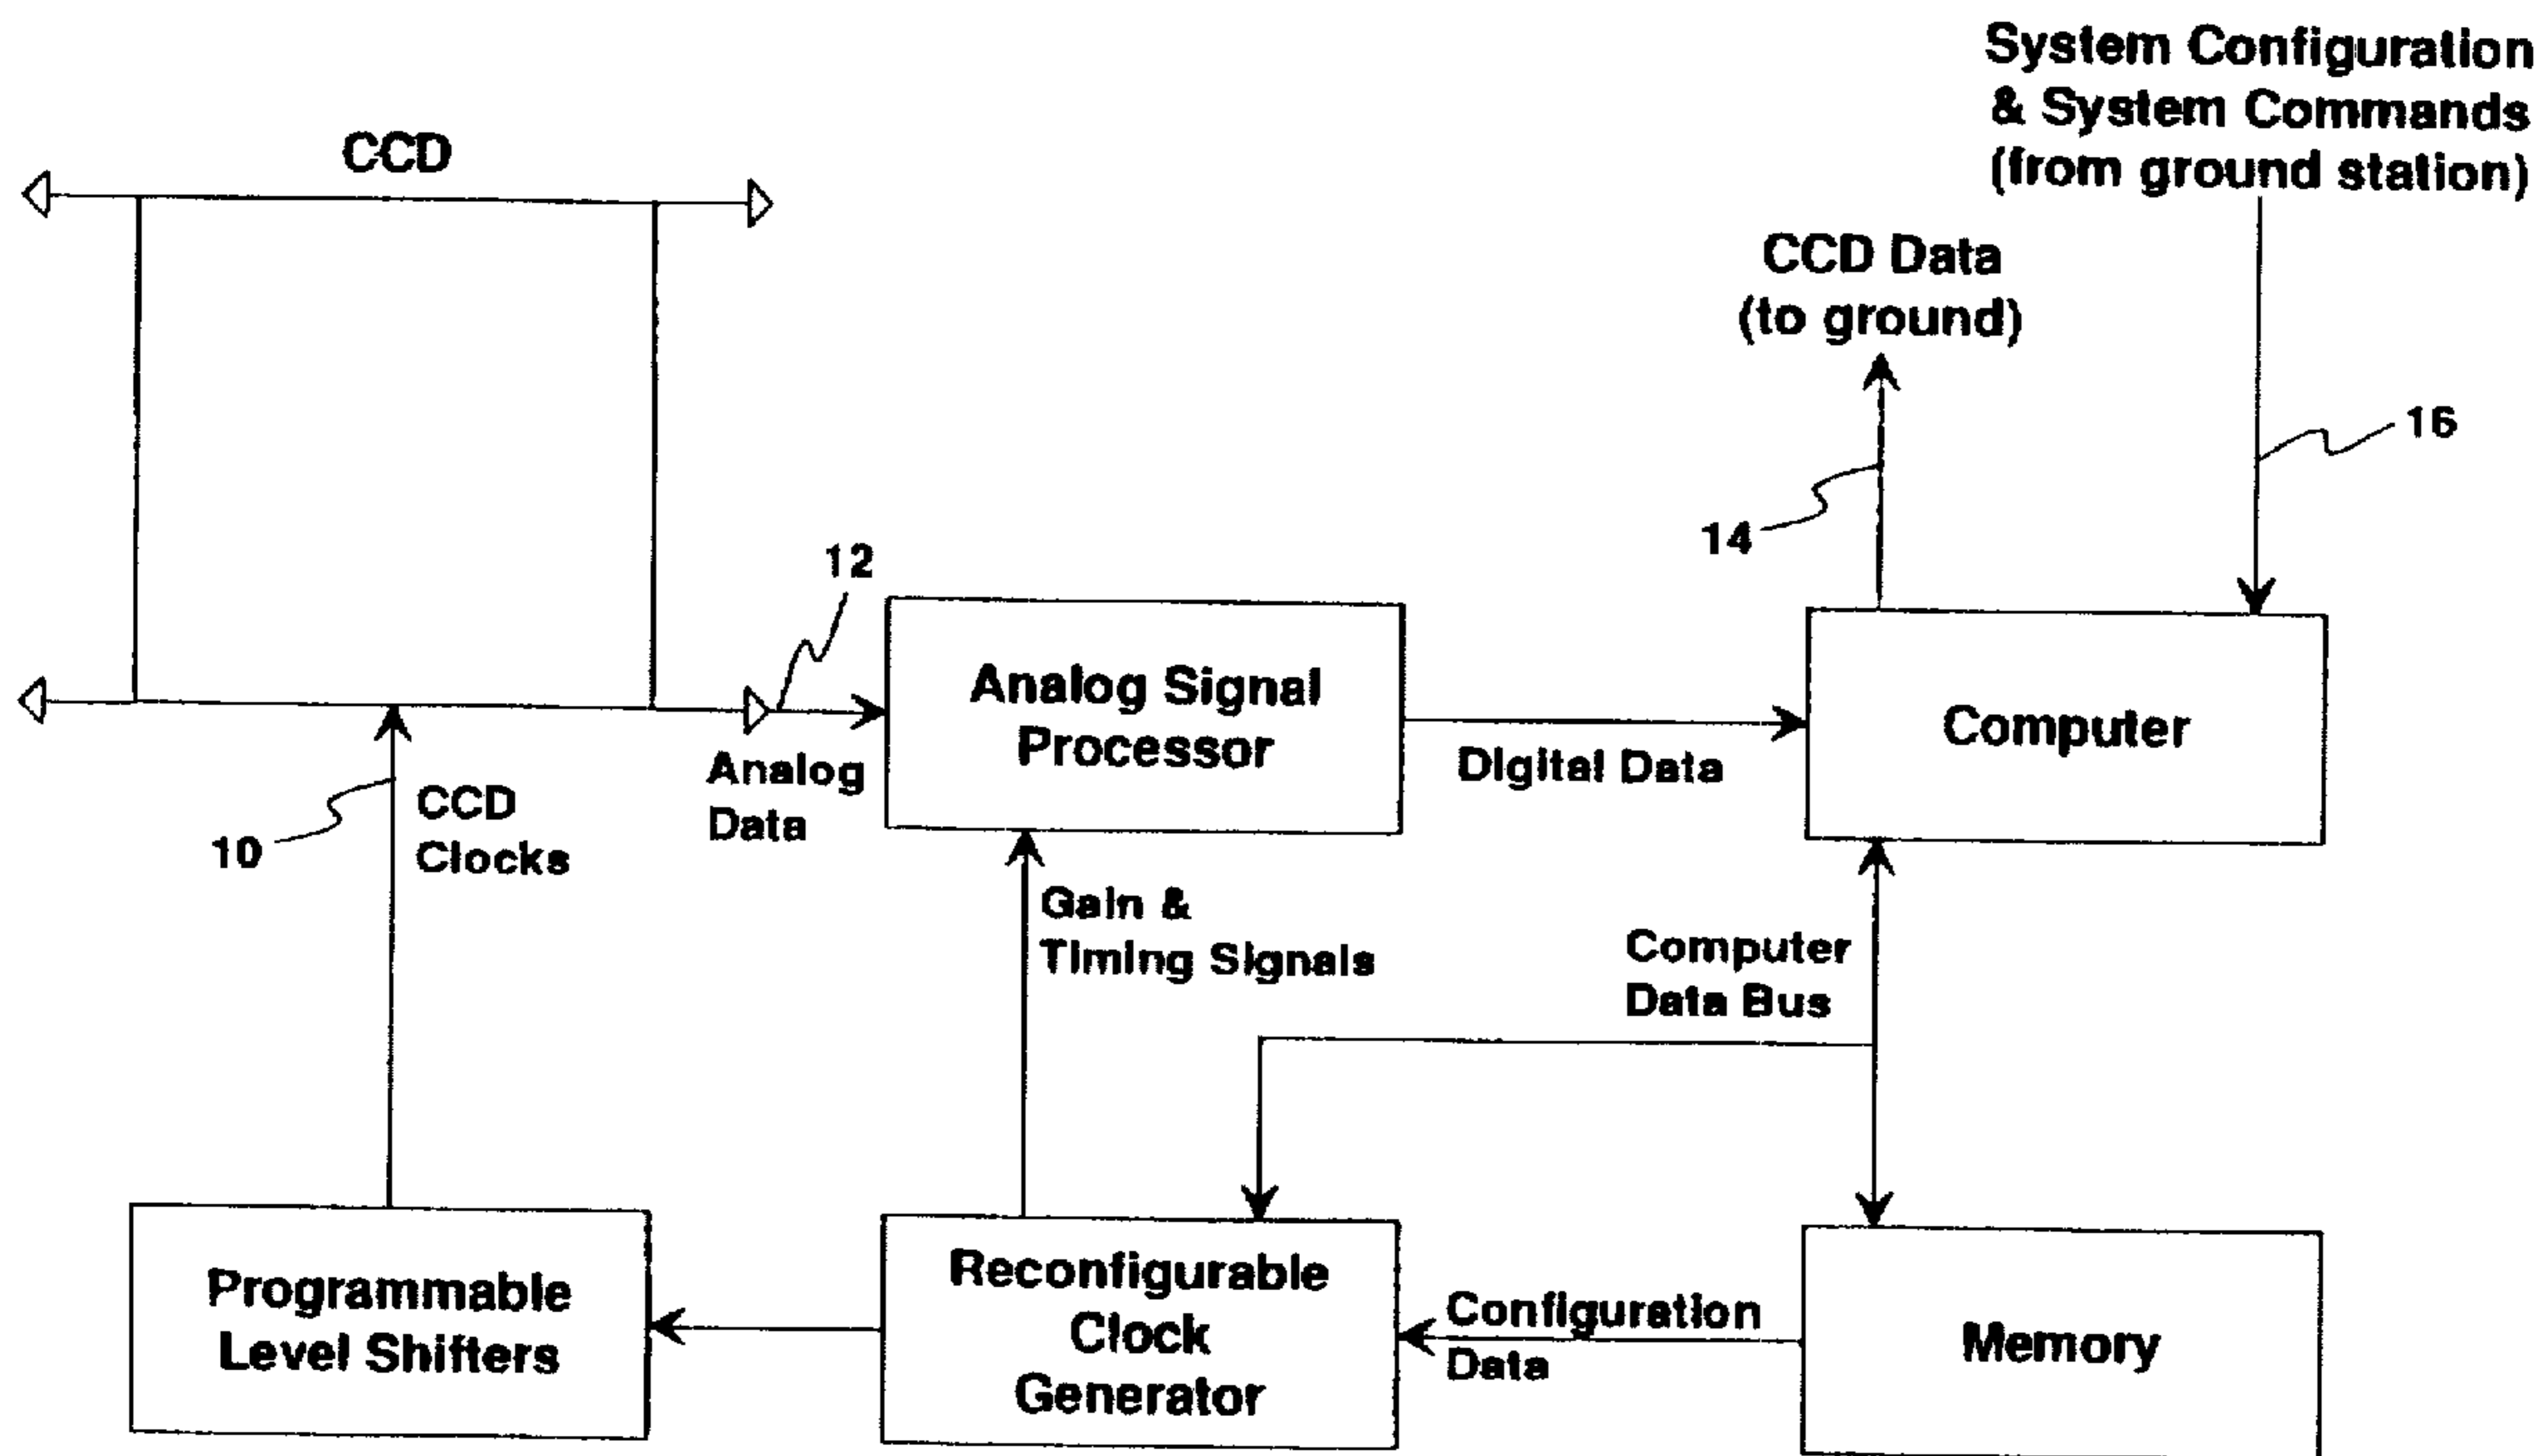 System Configuration
& System Commands
(from ground station)
CCD
CCD Data
(to ground)
16
14
12
Analog Signal
Processor
Computer
Analog
Data
Digital Data
CCD
Clocks
10
Gain &
Timing Signals
Computer
Data Bus
Programmable
Level Shifters
Reconfigurable
Clock
Generator
Configuration
Data
Memory